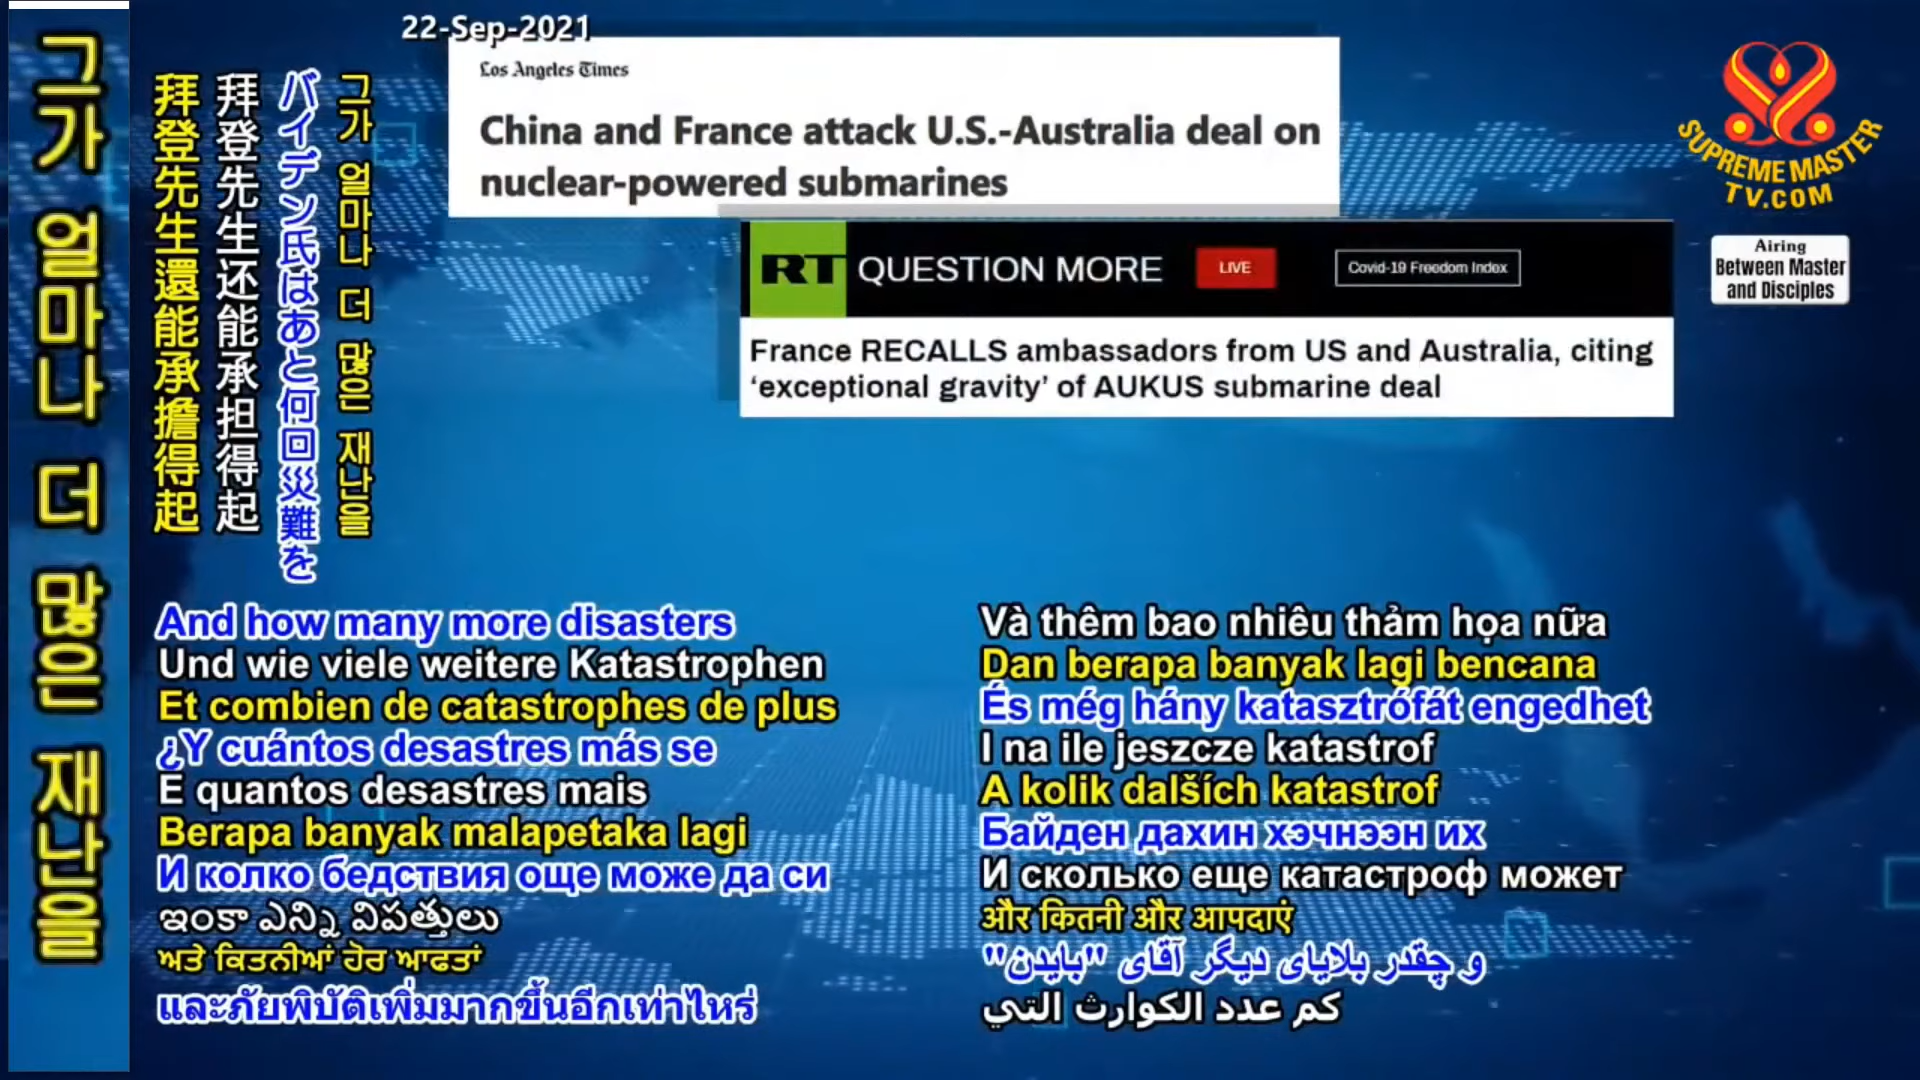 그가 얼마나 더 많은 재난을
拜登先生還能承擔得起
拜登先生还能承担得起
バイデン氏はあと何回災難を
그가 얼마나 더 많은 재난을
22-Sep-2021
Los Angeles Times
China and France attack U.S.-Australia deal on
nuclear-powered submarines
RT QUESTION MORE LIVE Covid-19 Freedom Index
France RECALLS ambassadors from US and Australia, citing
‘exceptional gravity’ of AUKUS submarine deal
SUPREME MASTER
TV.COM
Airing
Between Master
and Disciples
And how many more disasters
Und wie viele weitere Katastrophen
Et combien de catastrophes de plus
¿Y cuántos desastres más se
E quantos desastres mais
Berapa banyak malapetaka lagi
И колко бедствия още може да си
ఇంకా ఎన్ని విపత్తులు
ਅਤੇ ਕਿਤਨੀਆਂ ਹੋਰ ਆਫਤਾਂ
และภัยพิบัติเพิ่มมากขึ้นอีกเท่าไหร่
Và thêm bao nhiêu thảm họa nữa
Dan berapa banyak lagi bencana
És még hány katasztrófát engedhet
I na ile jeszcze katastrof
A kolik dalších katastrof
Байден дахин хэчнээн их
И сколько еще катастроф может
और कितनी और आपदाएं
و چقدر بلایای دیگر آقای "بایدن"
كم عدد الكوارث التي